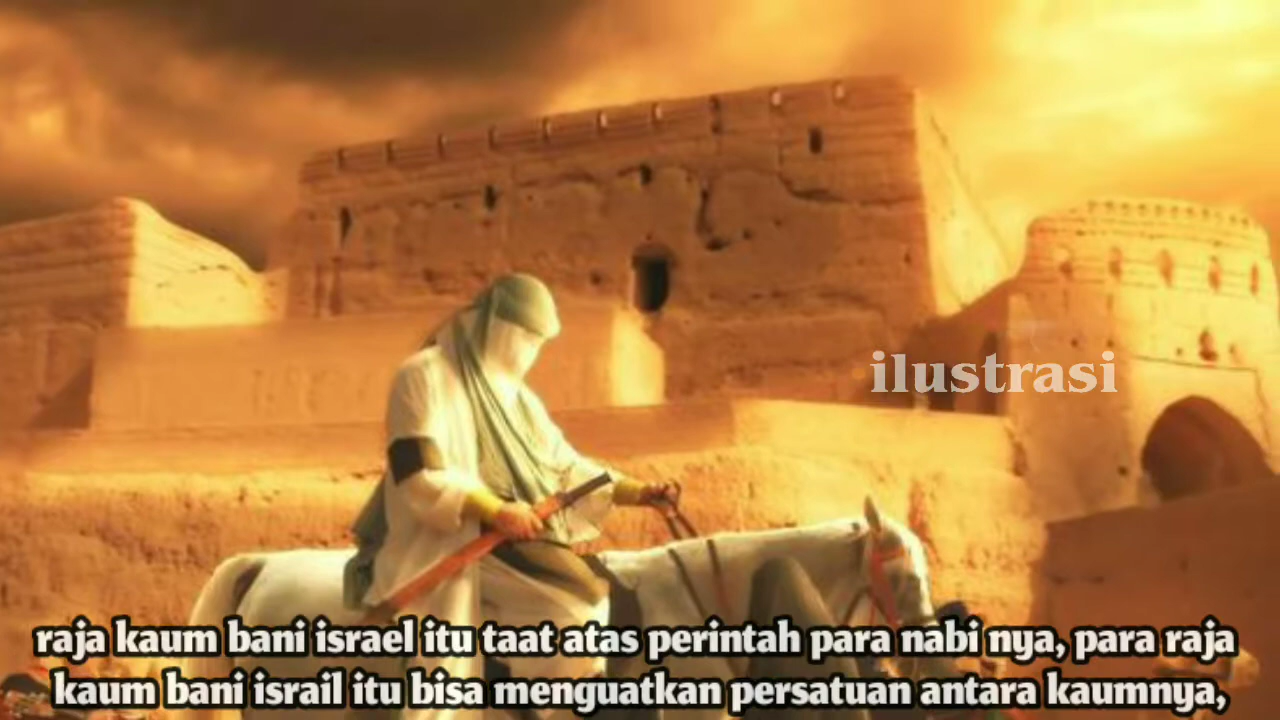 ilustrasi
raja kaum bani israel itu taat atas perintah para nabi nya, para raja
kaum bani israil itu bisa menguatkan persatuan antara kaumnya,